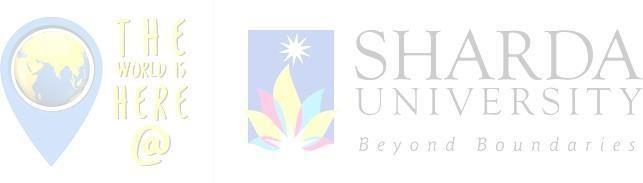 THE
WORLD IS
HERE
@
SHARDA
UNIVERSITY
Beyond Boundaries